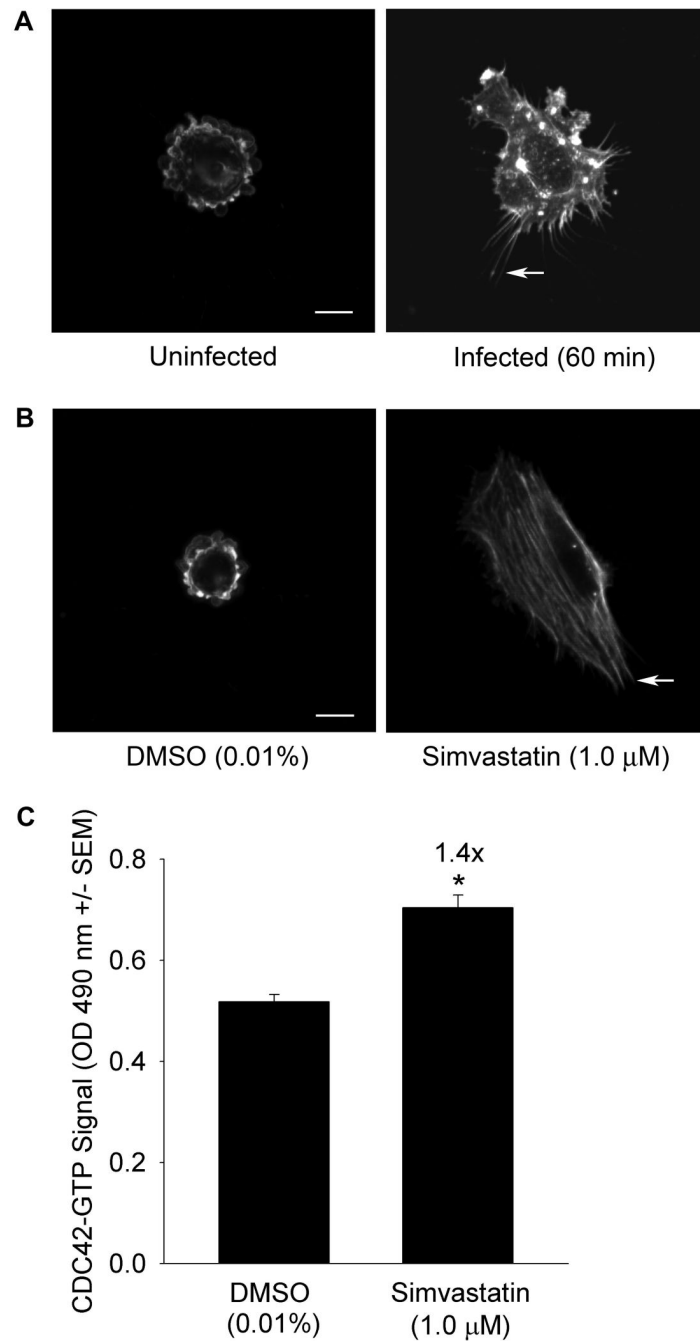 A
Uninfected
Infected (60 min)
B
DMSO (0.01%)
Simvastatin (1.0 µM)
C
CDC42-GTP Signal (OD 490 nm +/- SEM)
0.8
0.6
0.4
0.2
0.0
1.4x
*
DMSO
(0.01%)
Simvastatin
(1.0 µM)